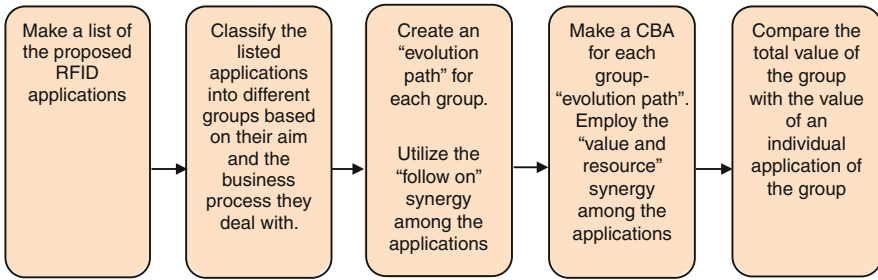 Make a list of
the proposed
RFID
applications
Classify the
listed
applications
into different
groups based
on their aim
and the
business
process they
deal with.
Create an
“evolution
path” for
each group.
Utilize the
“follow on”
synergy
among the
applications
Make a CBA
for each
group-
“evolution path”.
Employ the
“value and
resource”
synergy
among the
applications
Compare the
total value of
the group
with the value
of an
individual
application
of the group